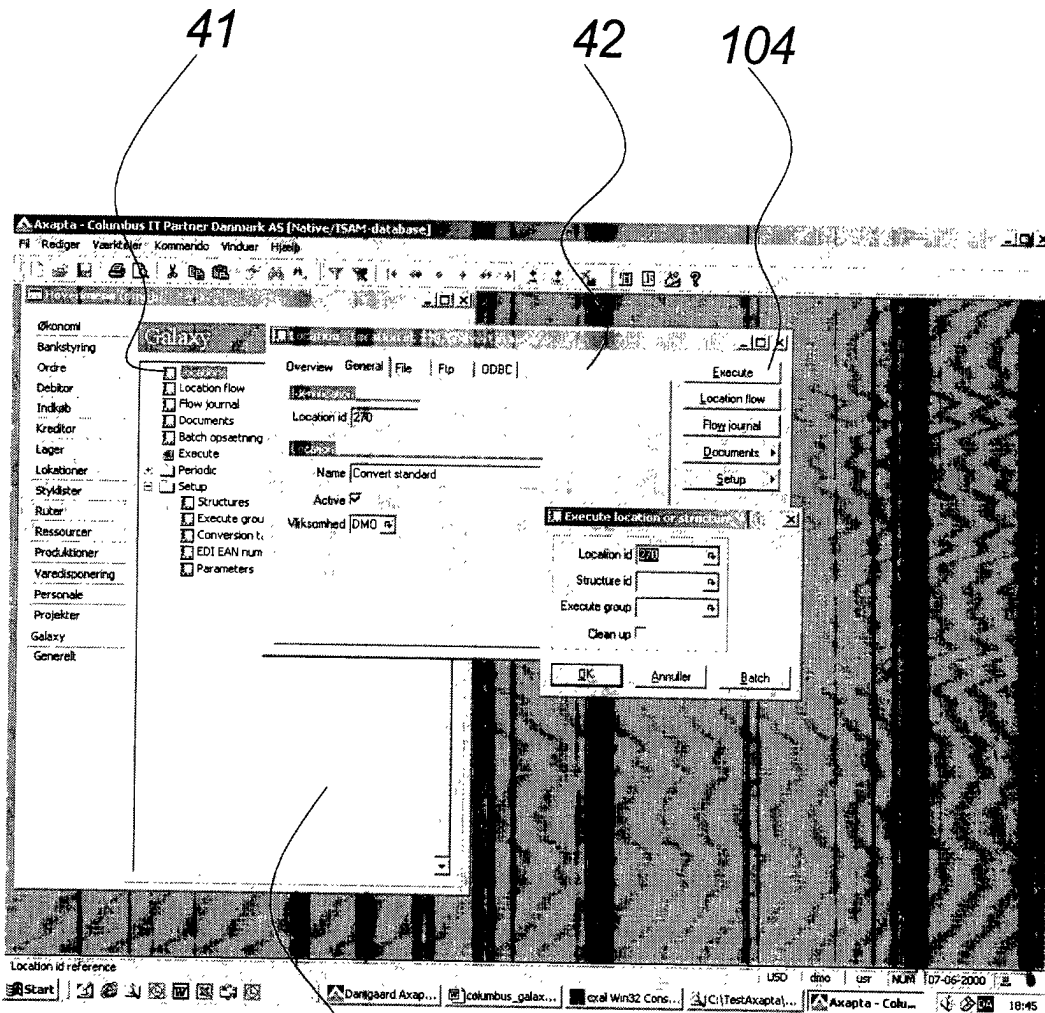 41
42
104
Axapta - Columbus IT Partner Danmark AS [Native/ISAM-database]
Fil Rediger Værktøjer Kommando Vinduer Hjælp
Økonomi
Bankstyring
Ordre
Debitor
Indkøb
Kreditor
Lager
Lokationer
Styklister
Ruter
Ressourcer
Produktioner
Varedisponering
Personale
Projekter
Galaxy
Generelt
Galaxy
Location flow
Flow journal
Documents
Batch opsaetning
Execute
Periodic
Setup
Structures
Execute grou
Conversion t
EDI EAN num
Parameters
Overview General File Ftp ODBC
Location id 270
Name Convert standard
Active
Virksomhed DMO
Execute
Location flow
Flow journal
Documents
Setup
Execute location or structure
Location id 270
Structure id
Execute group
Clean up
OK Annuller Batch
Location id reference
USD dmo usr NUM 07-06-2000
Start
Damgaard Axap... columbus_galax... cxal Win32 Cons... C:\TestAxapta\... Axapta - Colu... DA 18:45